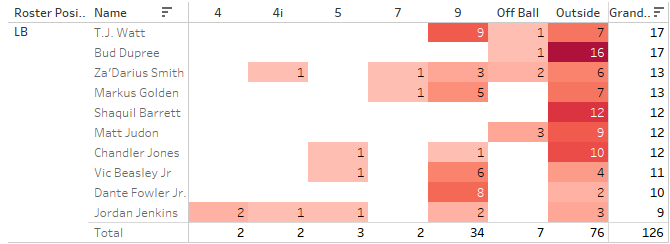 Roster Posi.. Name 4 4i 5 7 9 Off Ball Outside Grand..
LB T.J. Watt 9 1 7 17
Bud Dupree 1 16 17
Za'Darius Smith 1 1 3 2 6 13
Markus Golden 1 5 7 13
Shaquil Barrett 12 12
Matt Judon 3 9 12
Chandler Jones 1 1 10 12
Vic Beasley Jr 1 6 4 11
Dante Fowler Jr. 8 2 10
Jordan Jenkins 2 1 1 2 3 9
Total 2 2 3 2 34 7 76 126